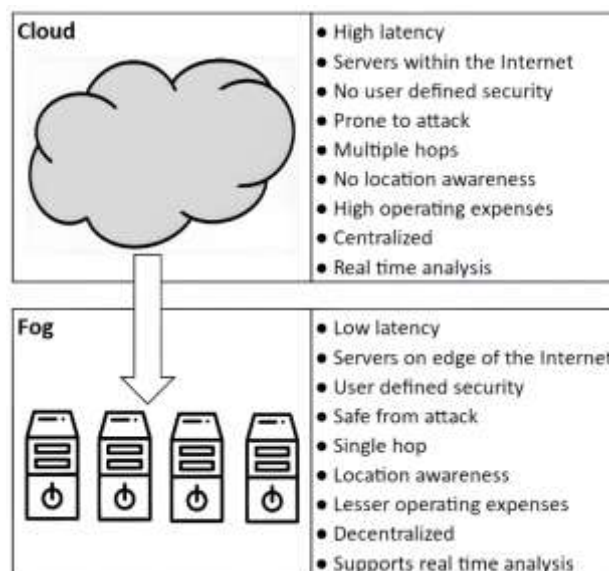 Cloud
● High latency
● Servers within the Internet
● No user defined security
● Prone to attack
● Multiple hops
● No location awareness
● High operating expenses
● Centralized
● Real time analysis
Fog
● Low latency
● Servers on edge of the Internet
● User defined security
● Safe from attack
● Single hop
● Location awareness
● Lesser operating expenses
● Decentralized
● Supports real time analysis